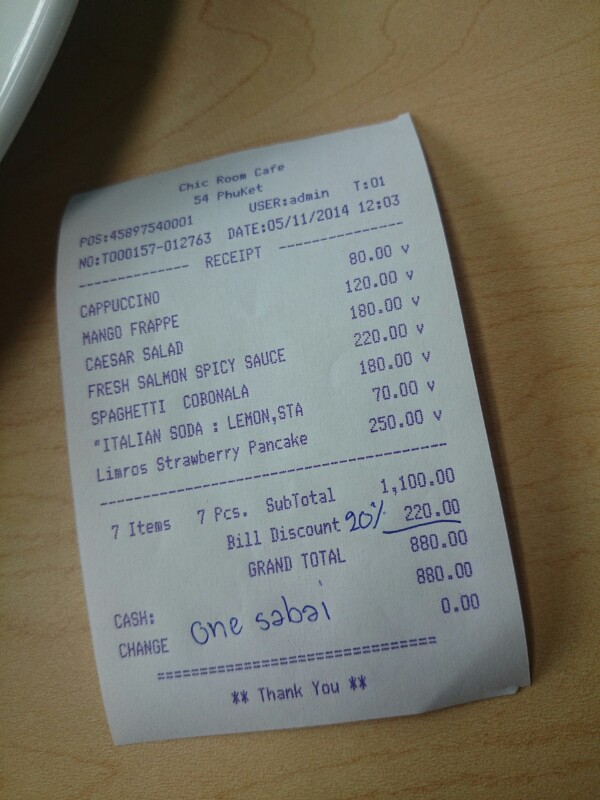 Chic Room Cafe
54 PhuKet
POS:45897540001 USER:admin T:01
NO:T000157-012763 DATE:05/11/2014 12:03
-------------- RECEIPT ----------------
CAPPUCCINO 80.00 v
MANGO FRAPPE 120.00 v
CAESAR SALAD 180.00 v
FRESH SALMON SPICY SAUCE 220.00 v
SPAGHETTI COBONALA 180.00 v
*ITALIAN SODA : LEMON,STA 70.00 v
Limros Strawberry Pancake 250.00 v
----------------------------------------
7 Items 7 Pcs. SubTotal 1,100.00
Bill Discount 20% 220.00
GRAND TOTAL 880.00
CASH: 880.00
CHANGE one sabai 0.00
================================
** Thank You **